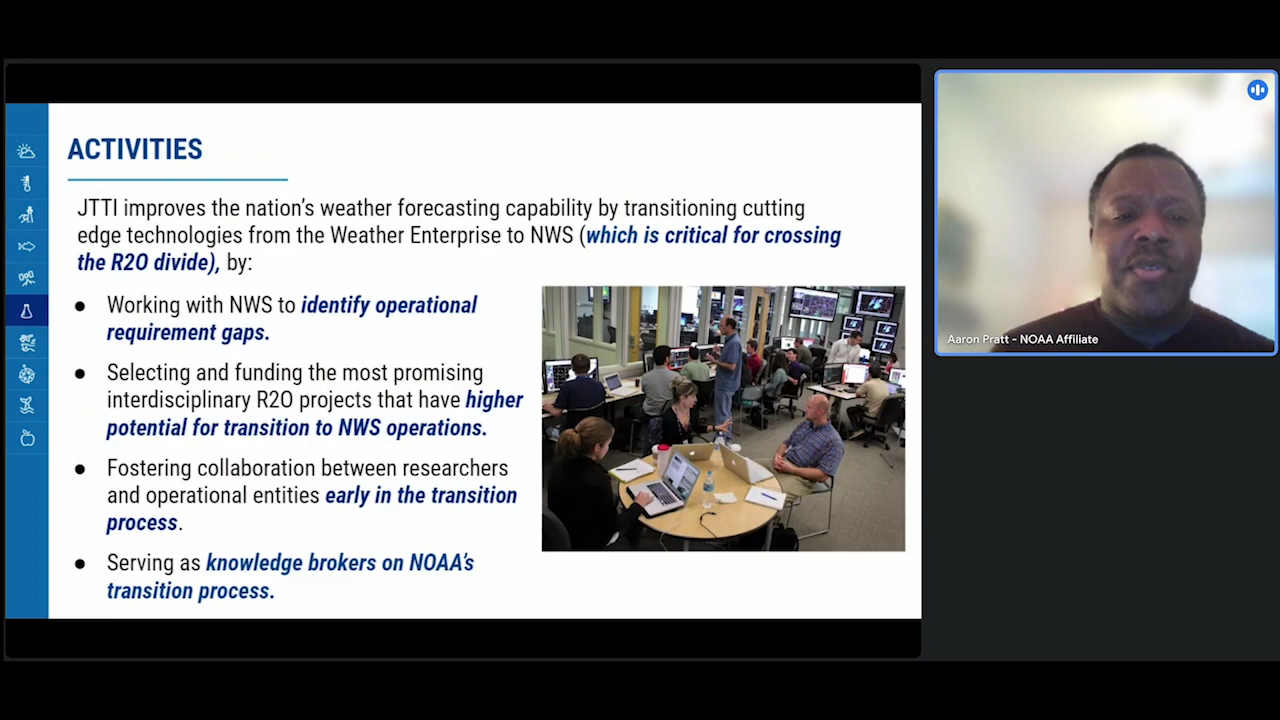 ACTIVITIES
JTTI improves the nation’s weather forecasting capability by transitioning cutting
edge technologies from the Weather Enterprise to NWS (which is critical for crossing
the R2O divide), by:
● Working with NWS to identify operational
requirement gaps.
● Selecting and funding the most promising
interdisciplinary R2O projects that have higher
potential for transition to NWS operations.
● Fostering collaboration between researchers
and operational entities early in the transition
process.
● Serving as knowledge brokers on NOAA’s
transition process.
Aaron Pratt - NOAA Affiliate